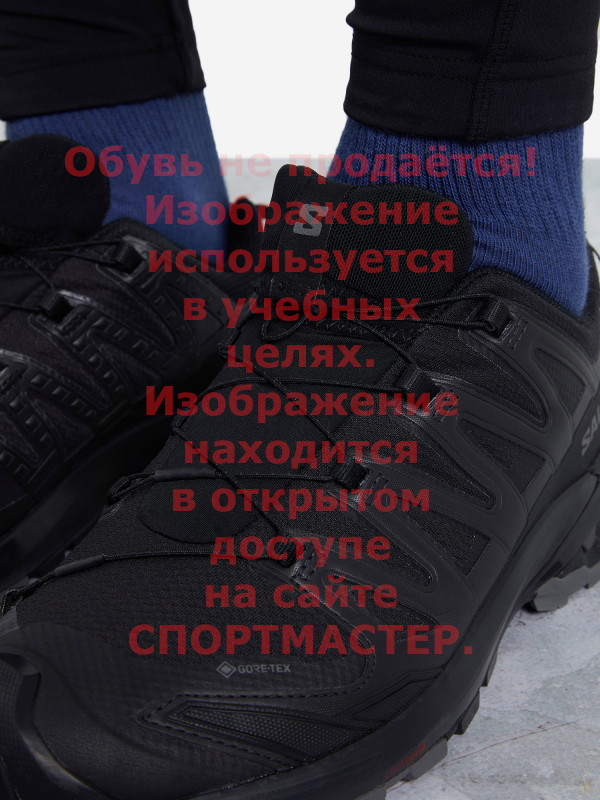 Обувь не продаётся!
Изображение
используется
в учебных
целях.
Изображение
находится
в открытом
доступе
на сайте
СПОРТМАСТЕР.
S
SA
GORE-TEX